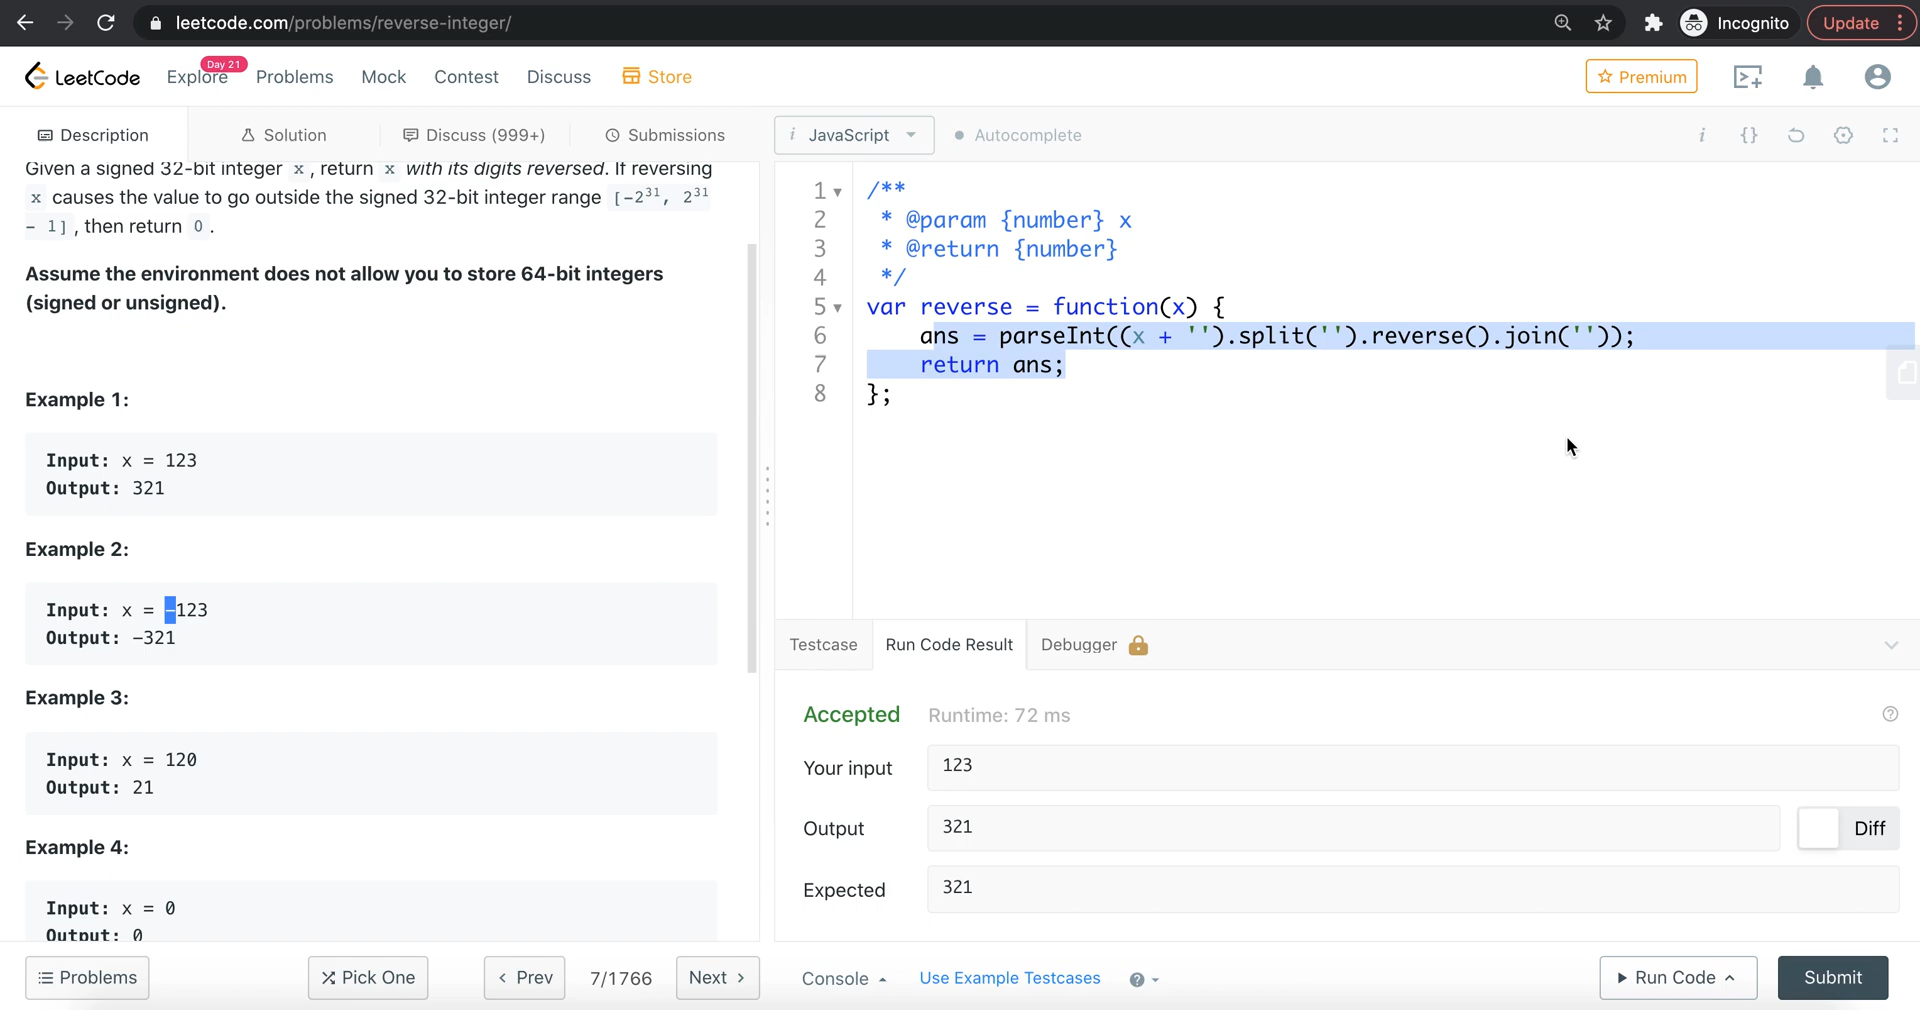 leetcode.com/problems/reverse-integer/
Incognito
Update
LeetCode
Explore
Day 21
Problems
Mock
Contest
Discuss
Store
Premium
Description
Solution
Discuss (999+)
Submissions
i JavaScript
Autocomplete
i
{}
Given a signed 32-bit integer x, return x with its digits reversed. If reversing
x causes the value to go outside the signed 32-bit integer range [-2³¹, 2³¹
- 1], then return 0.
Assume the environment does not allow you to store 64-bit integers
(signed or unsigned).
Example 1:
Input: x = 123
Output: 321
Example 2:
Input: x = -123
Output: -321
Example 3:
Input: x = 120
Output: 21
Example 4:
Input: x = 0
Output: 0
1 /**
2 * @param {number} x
3 * @return {number}
4 */
5 var reverse = function(x) {
6 ans = parseInt((x + '').split('').reverse().join(''));
7 return ans;
8 };
Testcase
Run Code Result
Debugger
Accepted
Runtime: 72 ms
Your input
123
Output
321
Diff
Expected
321
Problems
Pick One
< Prev
7/1766
Next >
Console
Use Example Testcases
?
Run Code
Submit